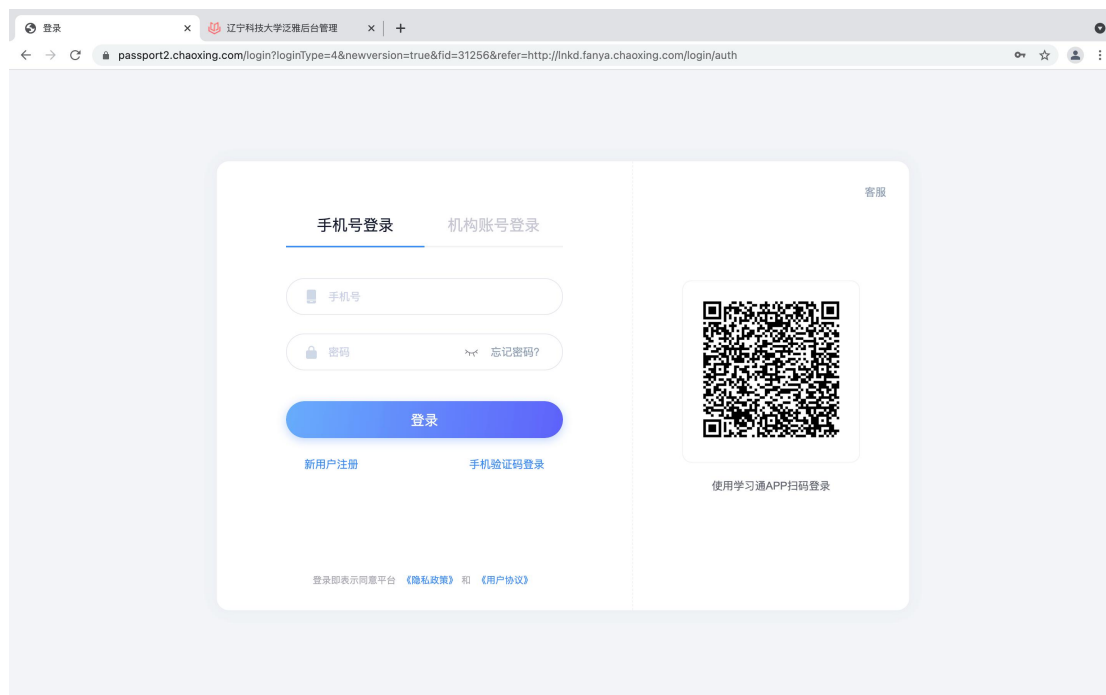 登录
辽宁科技大学泛雅后台管理
passport2.chaoxing.com/login?loginType=4&newversion=true&fid=31256&refer=http://lnkd.fanya.chaoxing.com/login/auth
客服
手机号登录 机构账号登录
手机号
密码 忘记密码?
登录
新用户注册 手机验证码登录
使用学习通APP扫码登录
登录即表示同意平台 《隐私政策》 和 《用户协议》